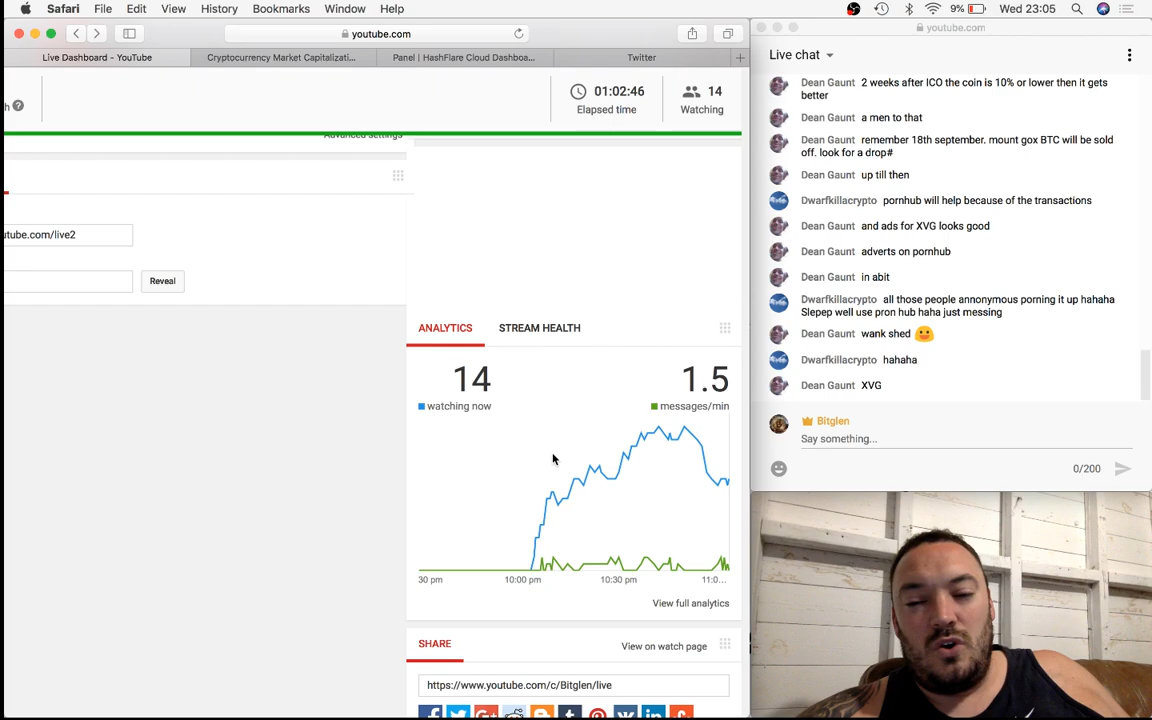 Safari File Edit View History Bookmarks Window Help
9% Wed 23:05
youtube.com
Live Dashboard - YouTube
Cryptocurrency Market Capitalizati...
Panel | HashFlare Cloud Dashboa...
Twitter
h
01:02:46
Elapsed time
14
Watching
Advanced settings
utube.com/live2
Reveal
ANALYTICS
STREAM HEALTH
14
watching now
1.5
messages/min
30 pm
10:00 pm
10:30 pm
11:0...
View full analytics
SHARE
View on watch page
https://www.youtube.com/c/Bitglen/live
youtube.com
Live chat
Dean Gaunt 2 weeks after ICO the coin is 10% or lower then it gets
better
Dean Gaunt a men to that
Dean Gaunt remember 18th september. mount gox BTC will be sold
off. look for a drop#
Dean Gaunt up till then
Dwarfkillacrypto pornhub will help because of the transactions
Dean Gaunt and ads for XVG looks good
Dean Gaunt adverts on pornhub
Dean Gaunt in abit
Dwarfkillacrypto all those people annonymous porning it up hahaha
Slepep well use pron hub haha just messing
Dean Gaunt wank shed
Dwarfkillacrypto hahaha
Dean Gaunt XVG
Bitglen
Say something...
0/200